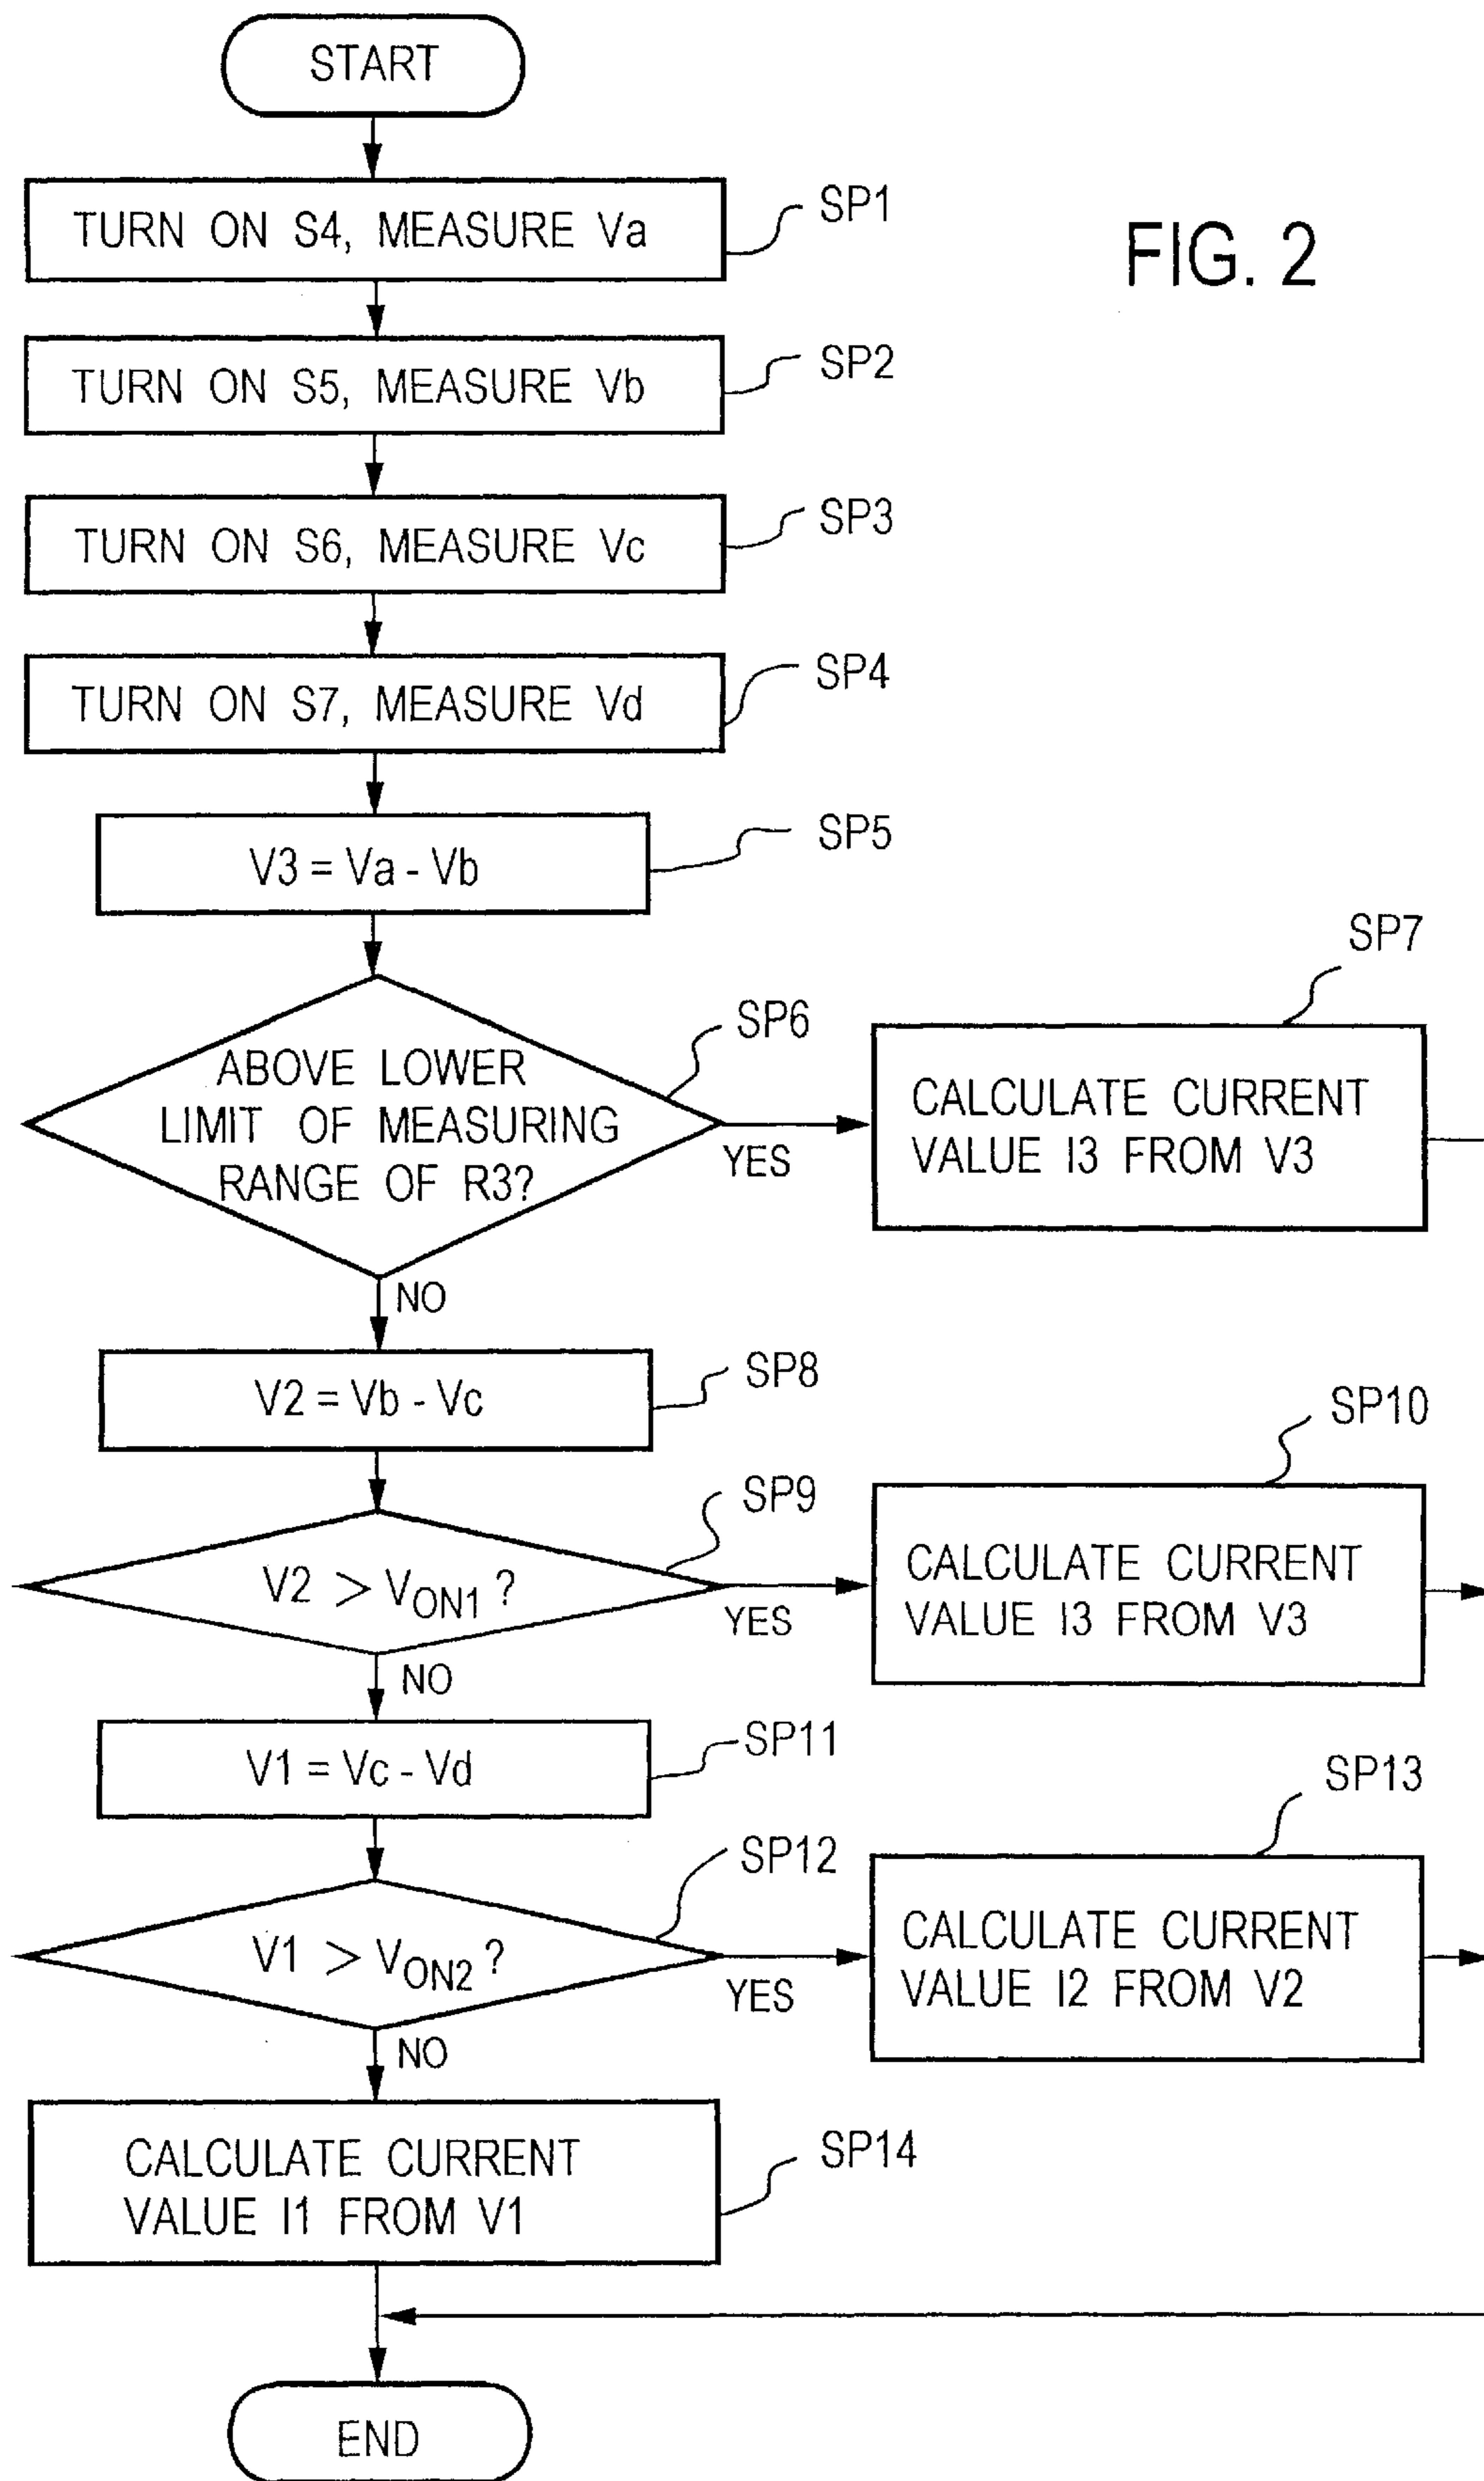 START
TURN ON S4, MEASURE Va
SP1
FIG. 2
TURN ON S5, MEASURE Vb
SP2
TURN ON S6, MEASURE Vc
SP3
TURN ON S7, MEASURE Vd
SP4
V3 = Va - Vb
SP5
ABOVE LOWER
LIMIT OF MEASURING
RANGE OF R3?
SP6
YES
CALCULATE CURRENT
VALUE I3 FROM V3
SP7
NO
V2 = Vb - Vc
SP8
V2 > VON1 ?
SP9
YES
CALCULATE CURRENT
VALUE I3 FROM V3
SP10
NO
V1 = Vc - Vd
SP11
V1 > VON2 ?
SP12
YES
CALCULATE CURRENT
VALUE I2 FROM V2
SP13
NO
CALCULATE CURRENT
VALUE I1 FROM V1
SP14
END